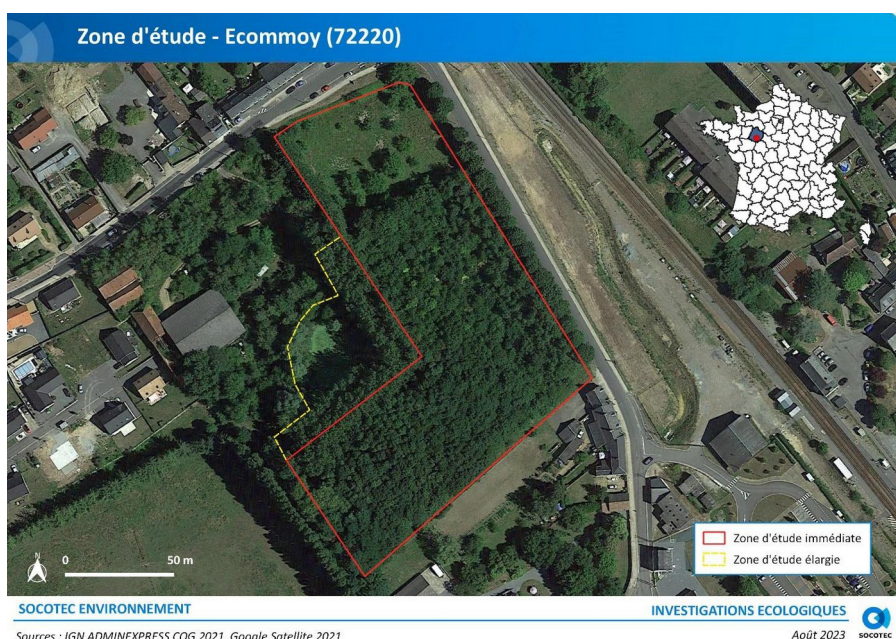 Zone d'étude - Ecommoy (72220)
N
0 50 m
Zone d'étude immédiate
Zone d'étude élargie
SOCOTEC ENVIRONNEMENT
INVESTIGATIONS ECOLOGIQUES
Sources : IGN ADMINEXPRESS COG 2021, Google Satellite 2021
Août 2023
SOCOTEC